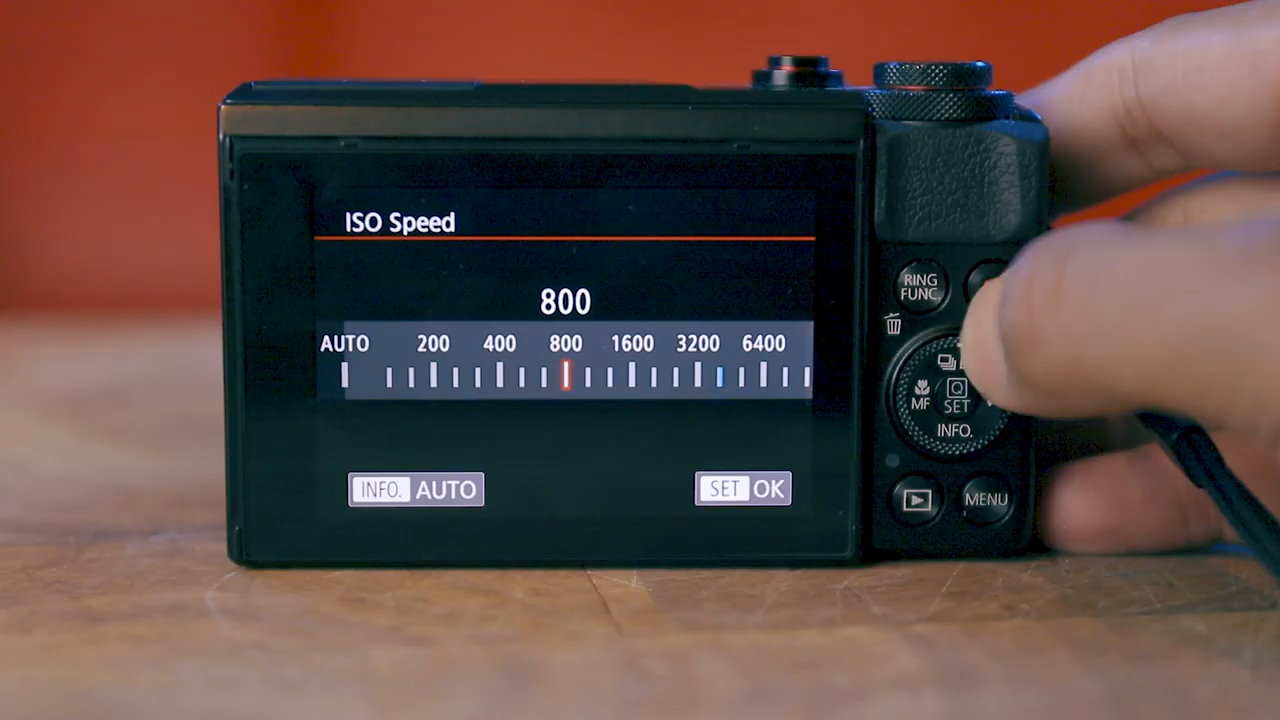 ISO Speed
800
AUTO 200 400 800 1600 3200 6400
INFO. AUTO
SET OK
RING
FUNC.
MF
Q
SET
INFO.
MENU